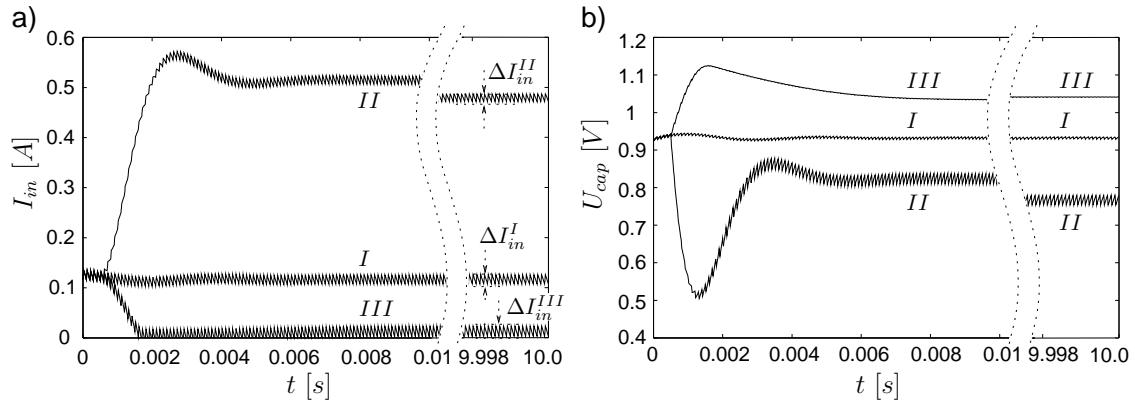 a)
I_in [A]
0.6
0.5
0.4
0.3
0.2
0.1
0
ΔI_in^II
II
ΔI_in^I
I
ΔI_in^III
III
0 0.002 0.004 0.006 0.008 0.01 9.998 10.0
t [s]
b)
U_cap [V]
1.2
1.1
1.0
0.9
0.8
0.7
0.6
0.5
0.4
III III
I I
II II
0 0.002 0.004 0.006 0.008 0.01 9.998 10.0
t [s]